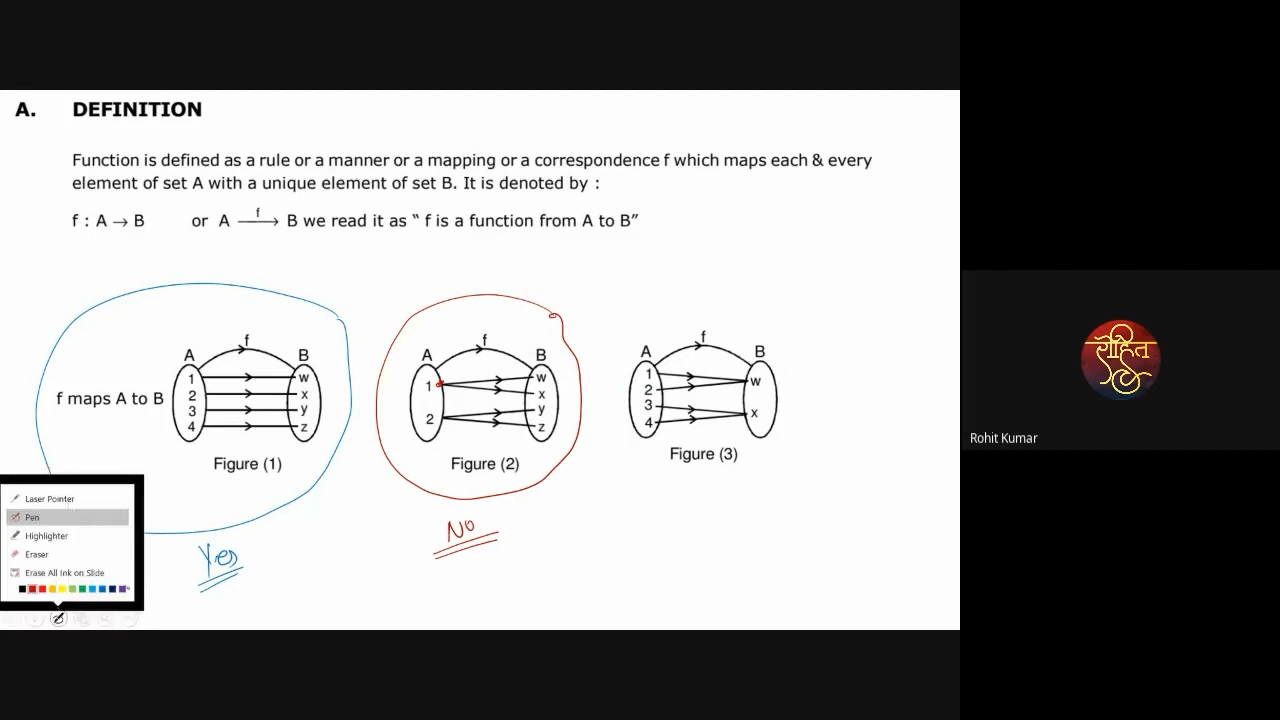 A. DEFINITION
Function is defined as a rule or a manner or a mapping or a correspondence f which maps each & every
element of set A with a unique element of set B. It is denoted by :
f : A → B or A —f→ B we read it as “ f is a function from A to B”
f maps A to B
A f B
1 w
2 x
3 y
4 z
Figure (1)
A f B
1 w
x
2 y
z
Figure (2)
A f B
1 w
2
3 x
4
Figure (3)
Yes
No
Laser Pointer
Pen
Highlighter
Eraser
Erase All Ink on Slide
रोहित
Rohit Kumar